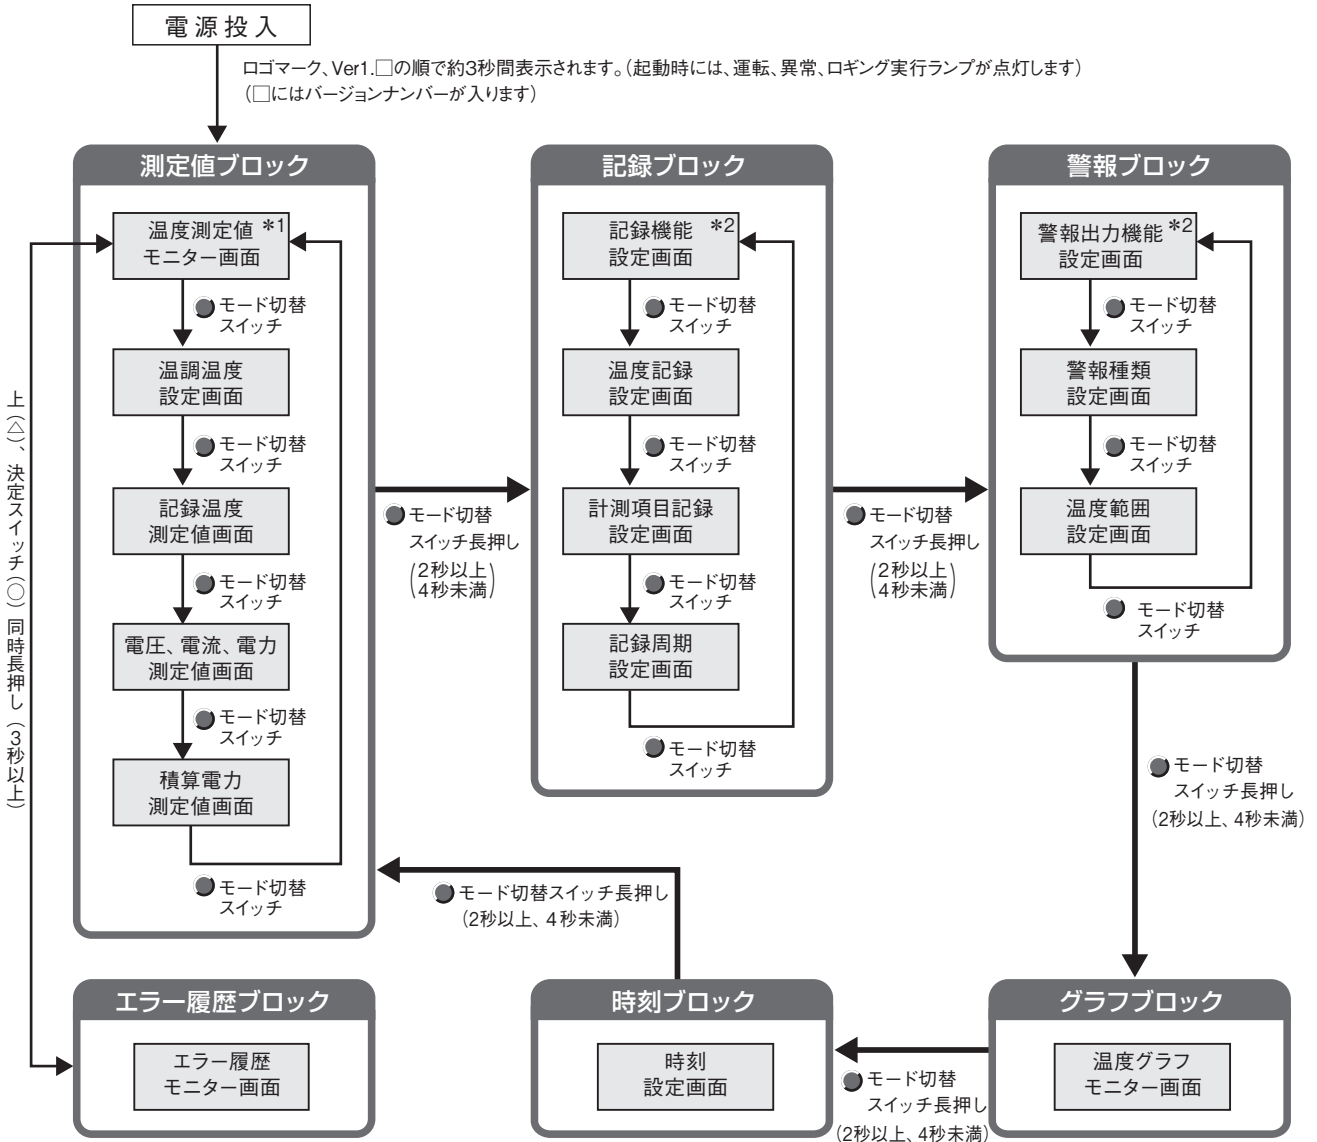 電源投入
ロゴマーク、Ver1.□の順で約3秒間表示されます。(起動時には、運転、異常、ロギング実行ランプが点灯します)
(□にはバージョンナンバーが入ります)
測定値ブロック
温度測定値 *1
モニター画面
モード切替
スイッチ
温調温度
設定画面
モード切替
スイッチ
記録温度
測定値画面
モード切替
スイッチ
電圧、電流、電力
測定値画面
モード切替
スイッチ
積算電力
測定値画面
モード切替
スイッチ
上(△)、決定スイッチ(○)同時長押し(3秒以上)
モード切替
スイッチ長押し
(2秒以上
4秒未満)
記録ブロック
記録機能 *2
設定画面
モード切替
スイッチ
温度記録
設定画面
モード切替
スイッチ
計測項目記録
設定画面
モード切替
スイッチ
記録周期
設定画面
モード切替
スイッチ
モード切替
スイッチ長押し
(2秒以上
4秒未満)
警報ブロック
警報出力機能 *2
設定画面
モード切替
スイッチ
警報種類
設定画面
モード切替
スイッチ
温度範囲
設定画面
モード切替
スイッチ
モード切替
スイッチ長押し
(2秒以上、4秒未満)
グラフブロック
温度グラフ
モニター画面
モード切替
スイッチ長押し
(2秒以上、4秒未満)
時刻ブロック
時刻
設定画面
モード切替スイッチ長押し
(2秒以上、4秒未満)
エラー履歴ブロック
エラー履歴
モニター画面